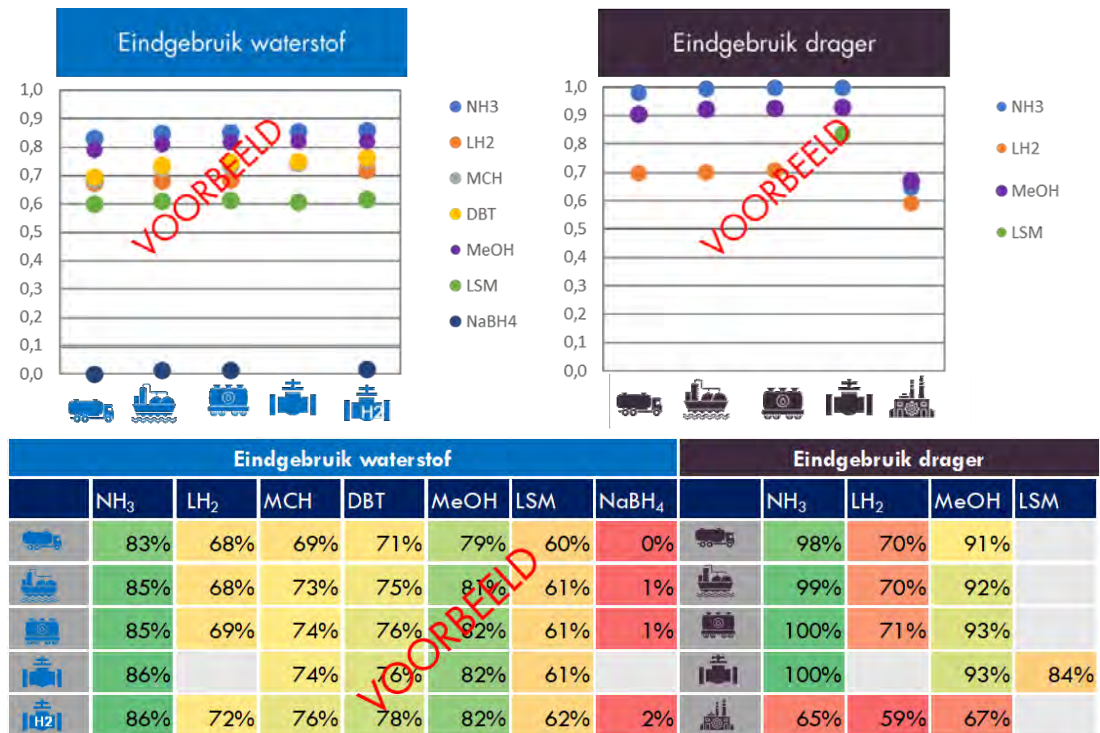 Eindgebruik waterstof
1,0
0,9
0,8
0,7
0,6
0,5
0,4
0,3
0,2
0,1
0,0
VOORBEELD
NH3
LH2
MCH
DBT
MeOH
LSM
NaBH4
H2
Eindgebruik drager
1,0
0,9
0,8
0,7
0,6
0,5
0,4
0,3
0,2
0,1
0,0
VOORBEELD
NH3
LH2
MeOH
LSM
Eindgebruik waterstof Eindgebruik drager
NH₃ LH₂ MCH DBT MeOH LSM NaBH₄ NH₃ LH₂ MeOH LSM
83% 68% 69% 71% 79% 60% 0% 98% 70% 91%
85% 68% 73% 75% 81% 61% 1% 99% 70% 92%
85% 69% 74% 76% 82% 61% 1% 100% 71% 93%
86% 74% 76% 82% 61% 100% 93% 84%
H2 86% 72% 76% 78% 82% 62% 2% 65% 59% 67%
VOORBEELD